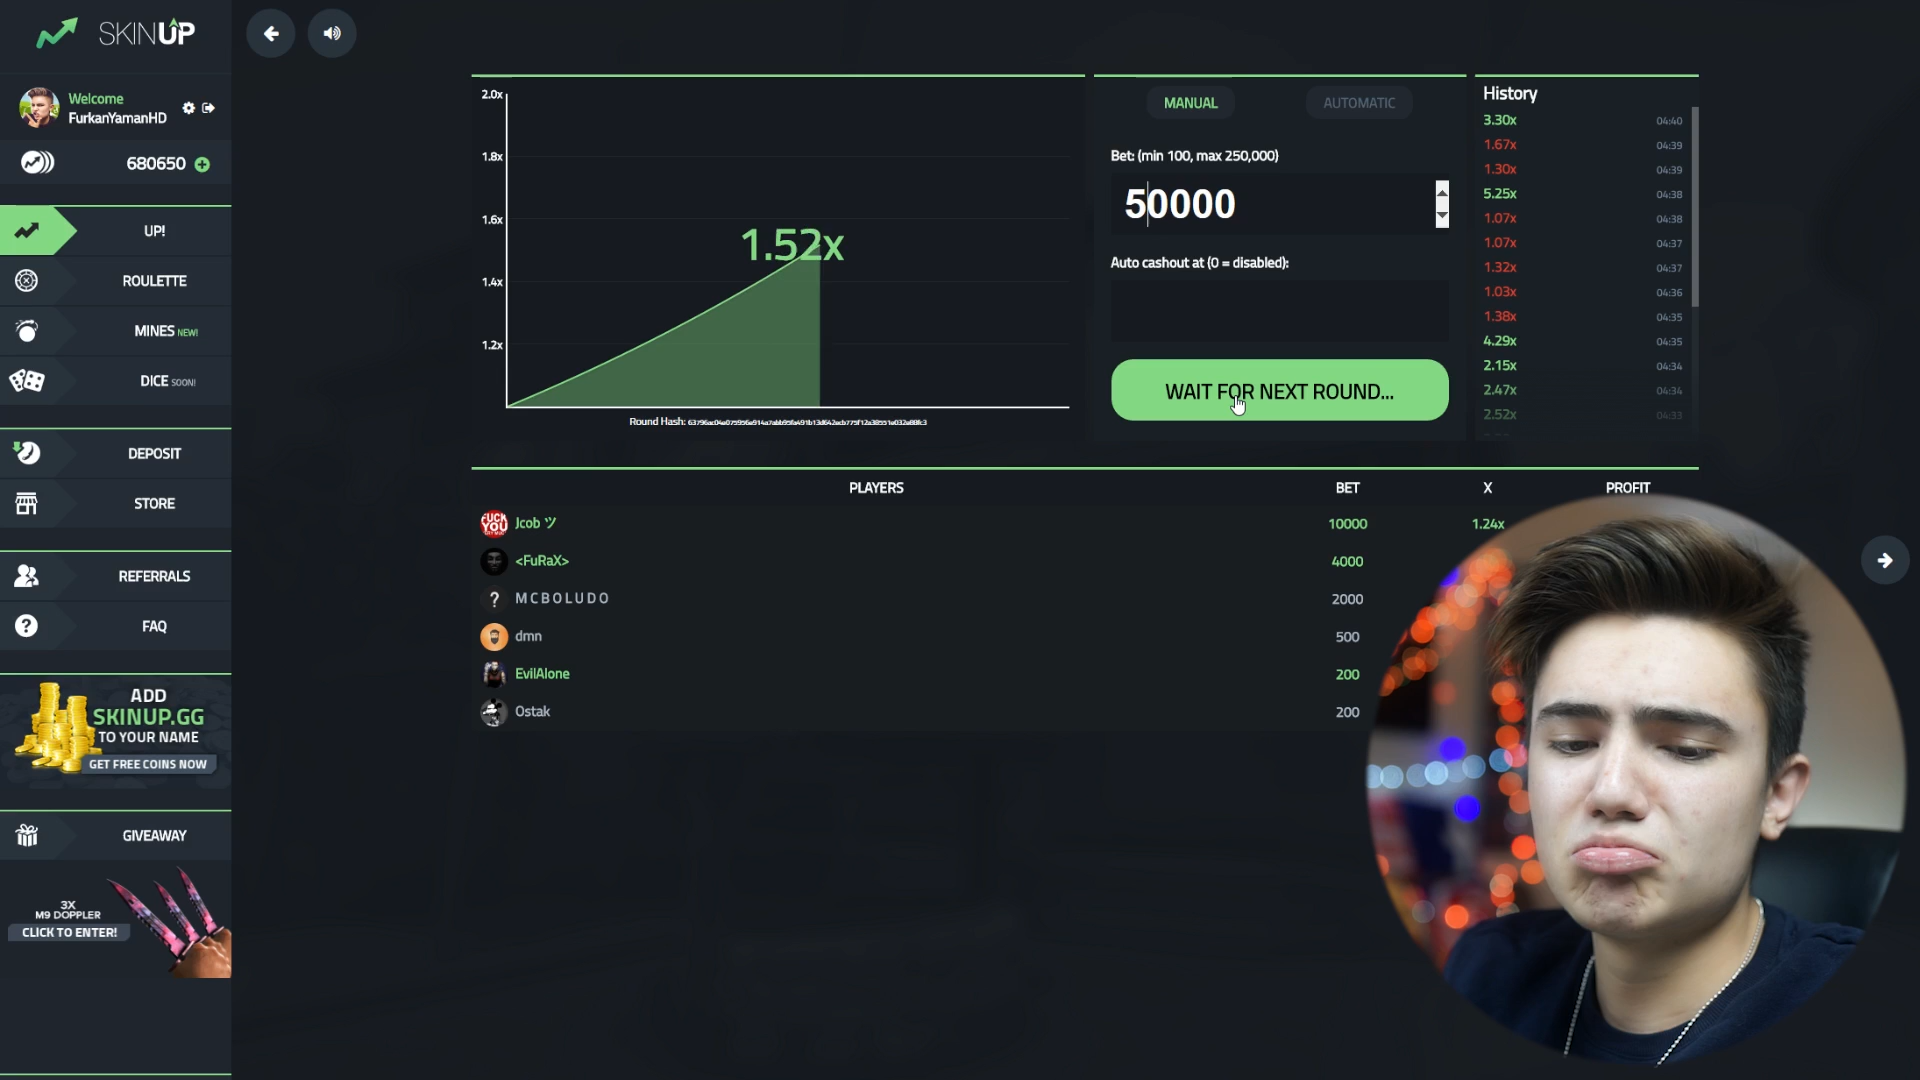 SKINUP
Welcome
FurkanYamanHD
680650
UP!
ROULETTE
MINES NEW!
DICE SOON!
DEPOSIT
STORE
REFERRALS
FAQ
ADD
SKINUP.GG
TO YOUR NAME
GET FREE COINS NOW
GIVEAWAY
3X
M9 DOPPLER
CLICK TO ENTER!
2.0x
1.8x
1.6x
1.4x
1.2x
1.52x
Round Hash:
MANUAL
AUTOMATIC
Bet: (min 100, max 250,000)
50000
Auto cashout at (0 = disabled):
WAIT FOR NEXT ROUND...
History
3.30x 04:40
1.67x 04:39
1.30x 04:39
5.25x 04:38
1.07x 04:38
1.07x 04:37
1.32x 04:37
1.03x 04:36
1.38x 04:35
4.29x 04:35
2.15x 04:34
2.47x 04:34
2.52x 04:33
PLAYERS BET X PROFIT
FUCK YOU Jcob ツ 10000 1.24x
<FuRaX> 4000
? M C B O L U D O 2000
dmn 500
EvilAlone 200
Ostak 200